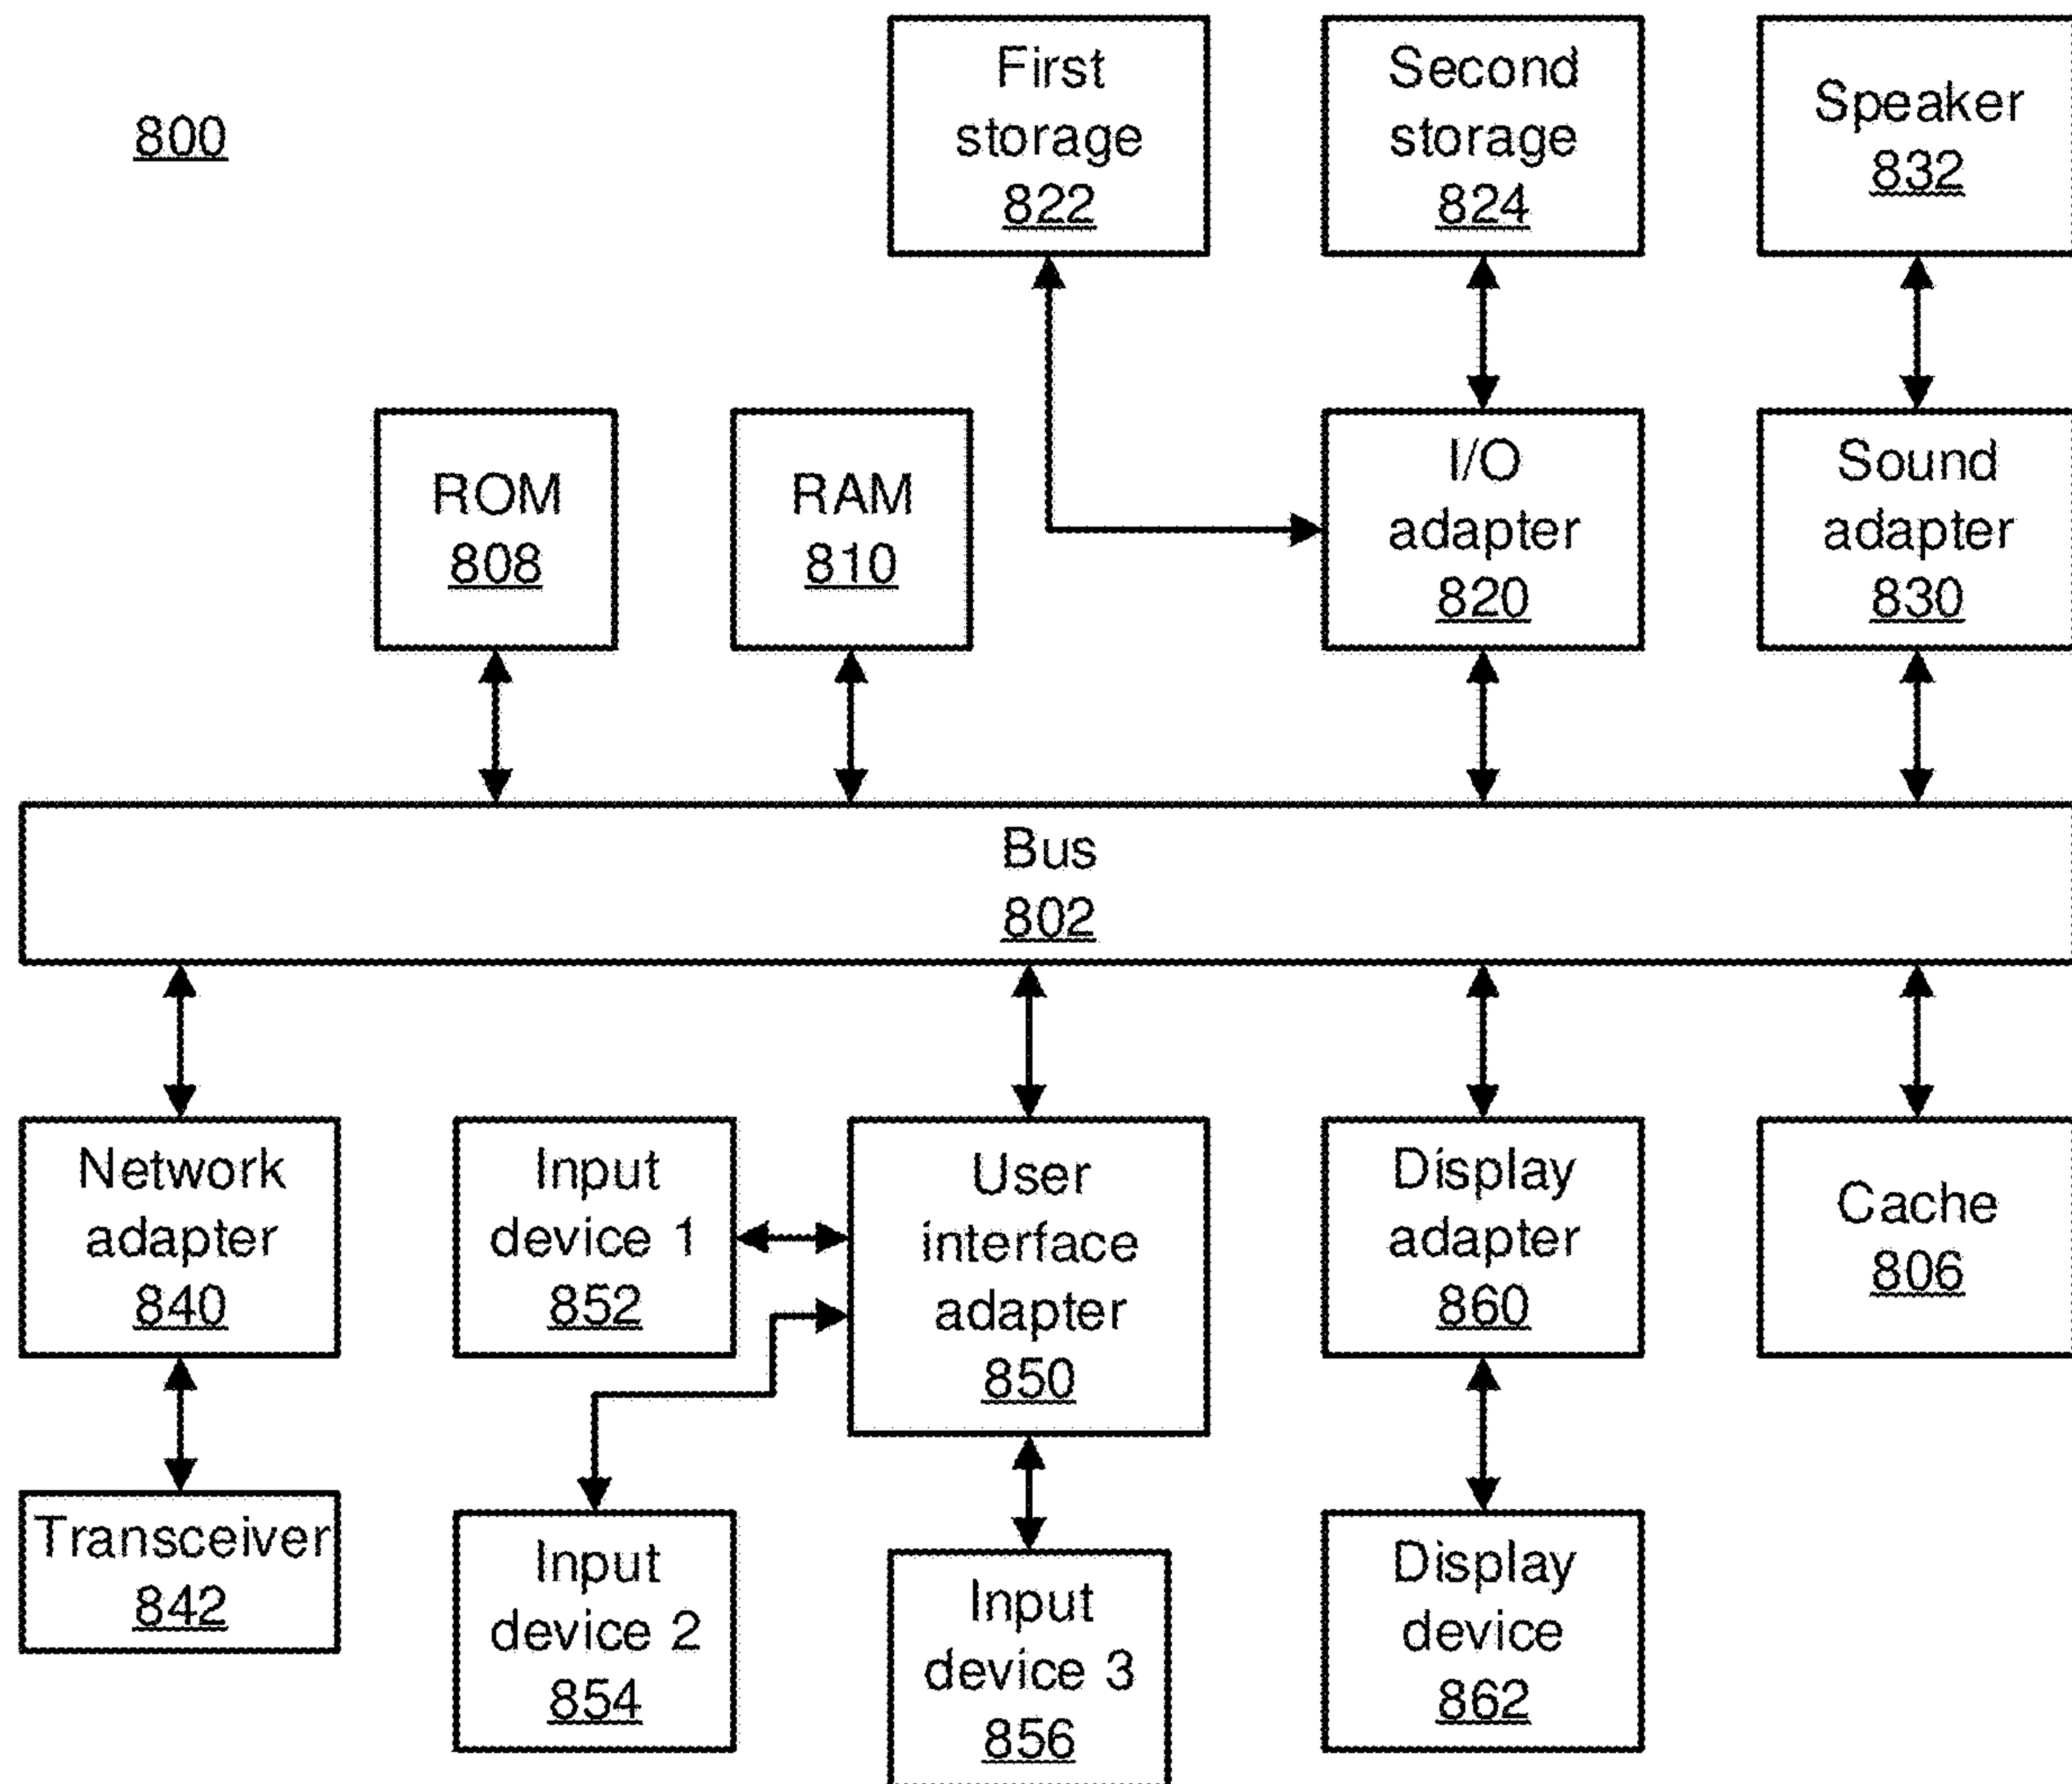 800
First
storage
822
Second
storage
824
Speaker
832
ROM
808
RAM
810
I/O
adapter
820
Sound
adapter
830
Bus
802
Network
adapter
840
Input
device 1
852
User
interface
adapter
850
Display
adapter
860
Cache
806
Transceiver
842
Input
device 2
854
Input
device 3
856
Display
device
862